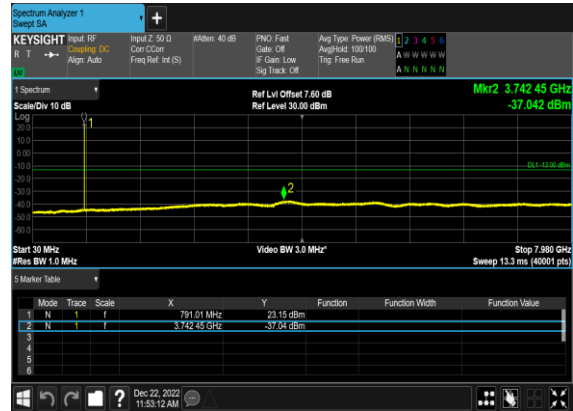 Spectrum Analyzer 1
Swept SA
+
KEYSIGHT Input: RF Input Z: 50 Ω #Atten: 40 dB PNO: Fast Avg Type: Power (RMS) 1 2 3 4 5 6
R T Coupling: DC Corr CCorr Gate: Off Avg|Hold: 100/100 A W W W W W
Align: Auto Freq Ref: Int (S) IF Gain: Low Trig: Free Run
LW Sig Track: Off A N N N N N
1 Spectrum Ref Lvl Offset 7.60 dB Mkr2 3.742 45 GHz
Scale/Div 10 dB Ref Level 30.00 dBm -37.042 dBm
Log
1
20.0
10.0
0.00
-10.0 DL1 -13.00 dBm
-20.0
-30.0 2
-40.0
-50.0
-60.0
Start 30 MHz Video BW 3.0 MHz* Stop 7.980 GHz
#Res BW 1.0 MHz Sweep 13.3 ms (40001 pts)
5 Marker Table
Mode Trace Scale X Y Function Function Width Function Value
1 N 1 f 791.01 MHz 23.15 dBm
2 N 1 f 3.742 45 GHz -37.04 dBm
3
4
5
6
? Dec 22, 2022
11:53:12 AM